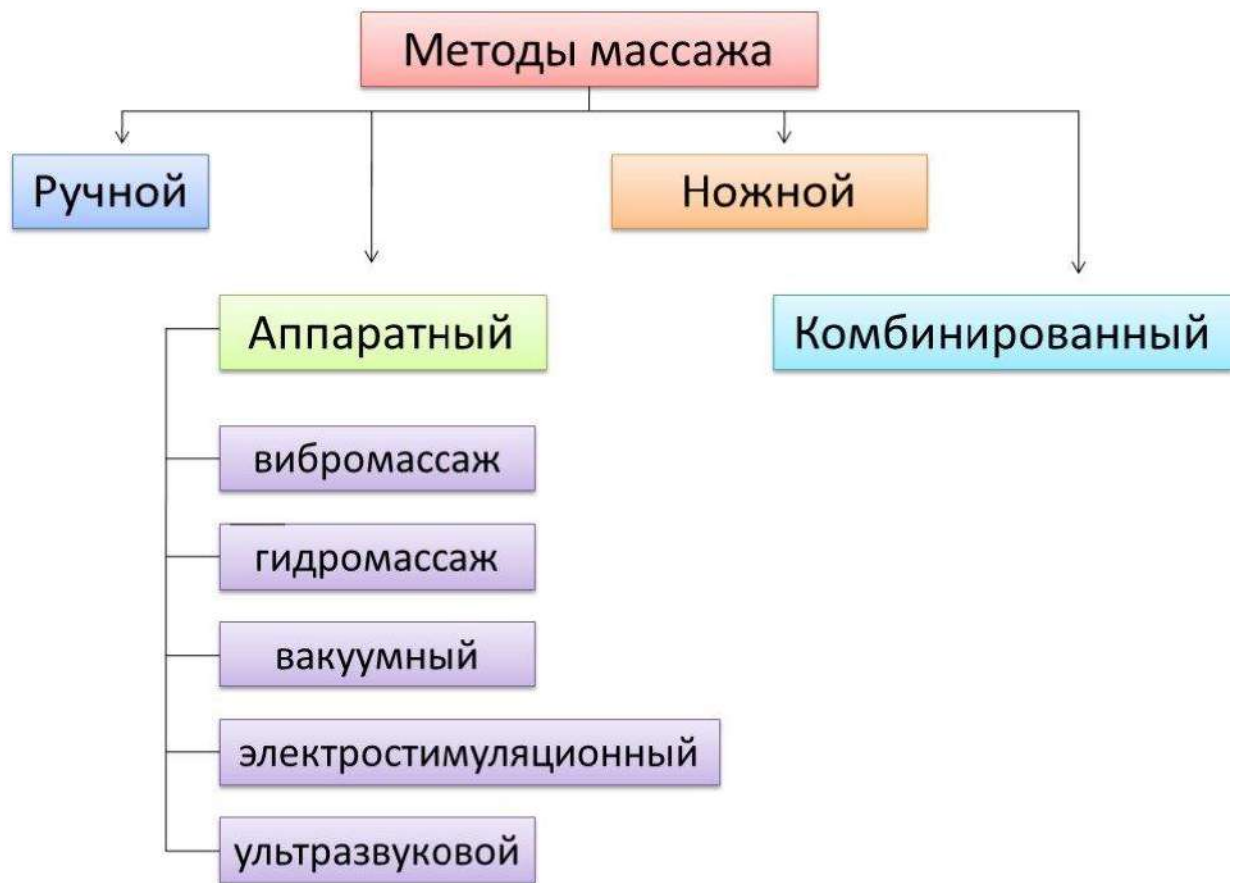 Методы массажа
Ручной
Ножной
Аппаратный
Комбинированный
вибромассаж
гидромассаж
вакуумный
электростимуляционный
ультразвуковой